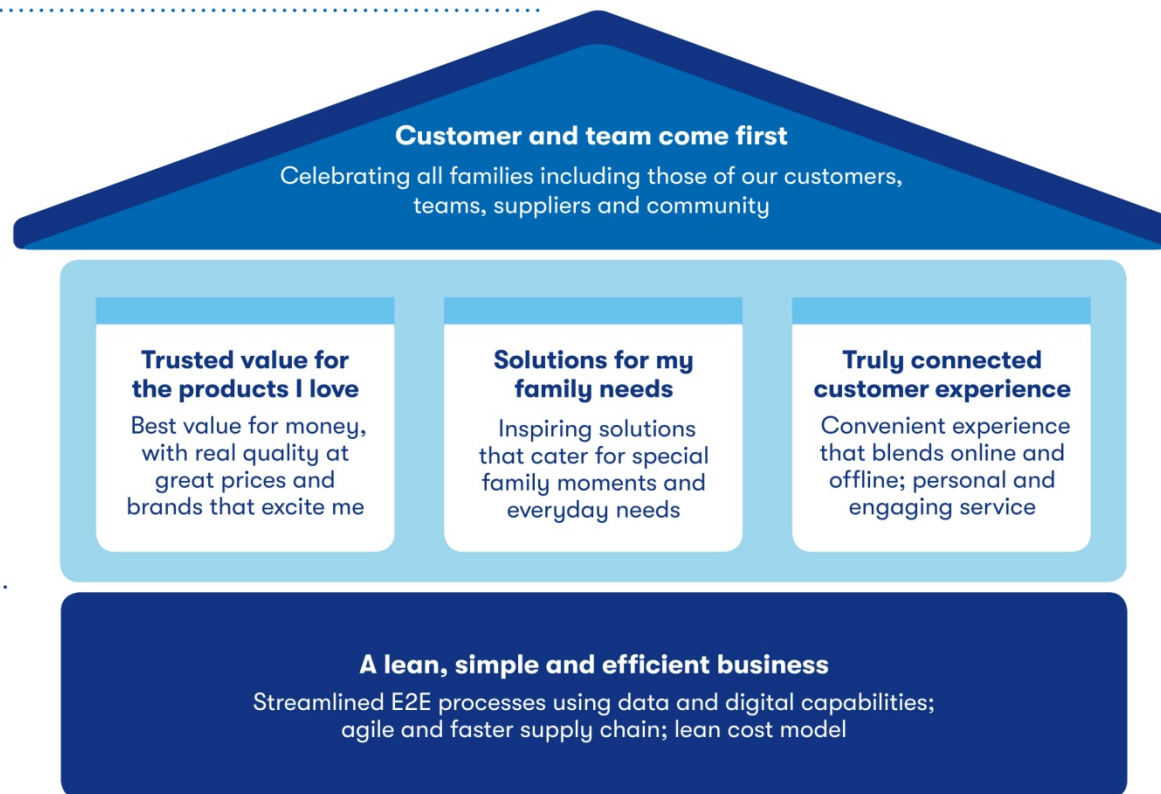 Customer and team come first
Celebrating all families including those of our customers,
teams, suppliers and community
Trusted value for
the products I love
Best value for money,
with real quality at
great prices and
brands that excite me
Solutions for my
family needs
Inspiring solutions
that cater for special
family moments and
everyday needs
Truly connected
customer experience
Convenient experience
that blends online and
offline; personal and
engaging service
A lean, simple and efficient business
Streamlined E2E processes using data and digital capabilities;
agile and faster supply chain; lean cost model